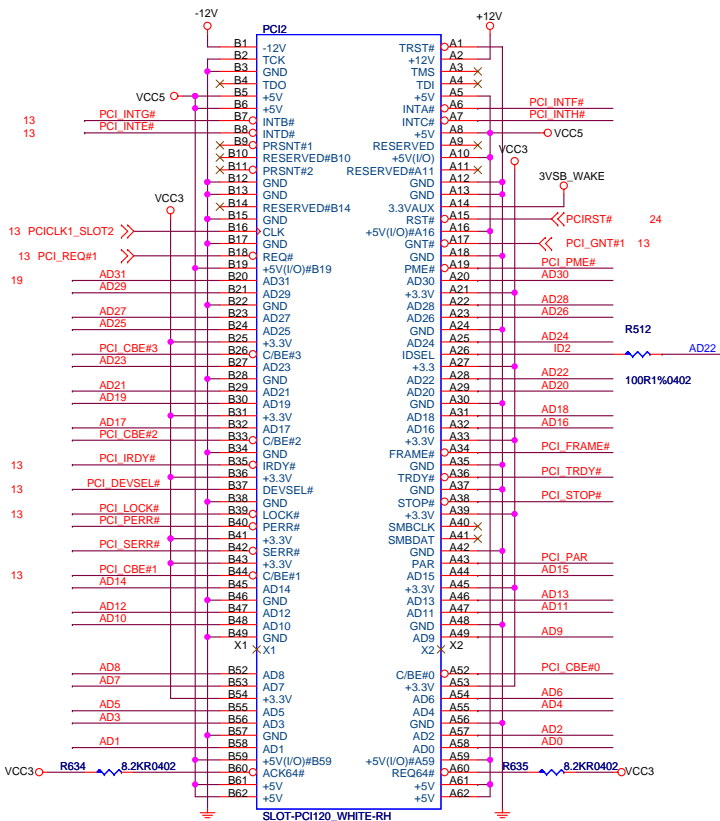 -12V
+12V
PCI2
B1 -12V TRST# A1
B2 TCK +12V A2
B3 GND TMS A3
B4 TDO TDI A4
VCC5 B5 +5V +5V A5
B6 +5V INTA# A6 PCI_INTF#
13 PCI_INTG# B7 INTB# INTC# A7 PCI_INTH#
13 PCI_INTE# B8 INTD# +5V A8 VCC5
B9 PRSNT#1 RESERVED A9
B10 RESERVED#B10 +5V(I/O) A10 VCC3
B11 PRSNT#2 RESERVED#A11 A11
B12 GND GND A12
B13 GND GND A13 3VSB_WAKE
VCC3 B14 RESERVED#B14 3.3VAUX A14
B15 GND RST# A15 PCIRST# 24
13 PCICLK1_SLOT2 B16 CLK +5V(I/O)#A16 A16
B17 GND GNT# A17 PCI_GNT#1 13
13 PCI_REQ#1 B18 REQ# GND A18
B19 +5V(I/O)#B19 PME# A19 PCI_PME#
19 AD31 B20 AD31 AD30 A20 AD30
AD29 B21 AD29 +3.3V A21
B22 GND AD28 A22 AD28
AD27 B23 AD27 AD26 A23 AD26
AD25 B24 AD25 GND A24
B25 +3.3V AD24 A25 AD24 R512
PCI_CBE#3 B26 C/BE#3 IDSEL A26 ID2 AD22
AD23 B27 AD23 +3.3 A27
B28 GND AD22 A28 AD22 100R1%0402
AD21 B29 AD21 AD20 A29 AD20
AD19 B30 AD19 GND A30
B31 +3.3V AD18 A31 AD18
AD17 B32 AD17 AD16 A32 AD16
PCI_CBE#2 B33 C/BE#2 +3.3V A33
B34 GND FRAME# A34 PCI_FRAME#
13 PCI_IRDY# B35 IRDY# GND A35
B36 +3.3V TRDY# A36 PCI_TRDY#
13 PCI_DEVSEL# B37 DEVSEL# GND A37
B38 GND STOP# A38 PCI_STOP#
13 PCI_LOCK# B39 LOCK# +3.3V A39
PCI_PERR# B40 PERR# SMBCLK A40
B41 +3.3V SMBDAT A41
PCI_SERR# B42 SERR# GND A42
B43 +3.3V PAR A43 PCI_PAR
13 PCI_CBE#1 B44 C/BE#1 AD15 A44 AD15
AD14 B45 AD14 +3.3V A45
B46 GND AD13 A46 AD13
AD12 B47 AD12 AD11 A47 AD11
AD10 B48 AD10 GND A48
B49 GND AD9 A49 AD9
X1 X1 X2 X2
AD8 B52 AD8 C/BE#0 A52 PCI_CBE#0
AD7 B53 AD7 +3.3V A53
B54 +3.3V AD6 A54 AD6
AD5 B55 AD5 AD4 A55 AD4
AD3 B56 AD3 GND A56
B57 GND AD2 A57 AD2
AD1 B58 AD1 AD0 A58 AD0
B59 +5V(I/O)#B59 +5V(I/O)#A59 A59
VCC3 R634 8.2KR0402 B60 ACK64# REQ64# A60 R635 8.2KR0402 VCC3
B61 +5V +5V A61
B62 +5V +5V A62
SLOT-PCI120_WHITE-RH